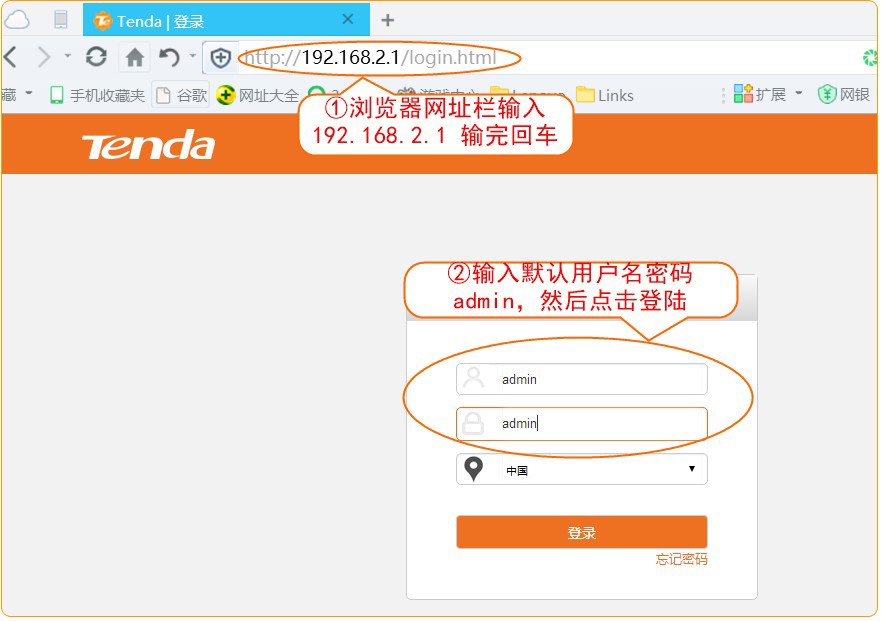 Tenda | 登录
http://192.168.2.1/login.html
藏 手机收藏夹 谷歌 网址大全 Links 扩展 网银
①浏览器网址栏输入
192.168.2.1 输完回车
Tenda
②输入默认用户名密码
admin，然后点击登陆
admin
admin
中国
登录
忘记密码